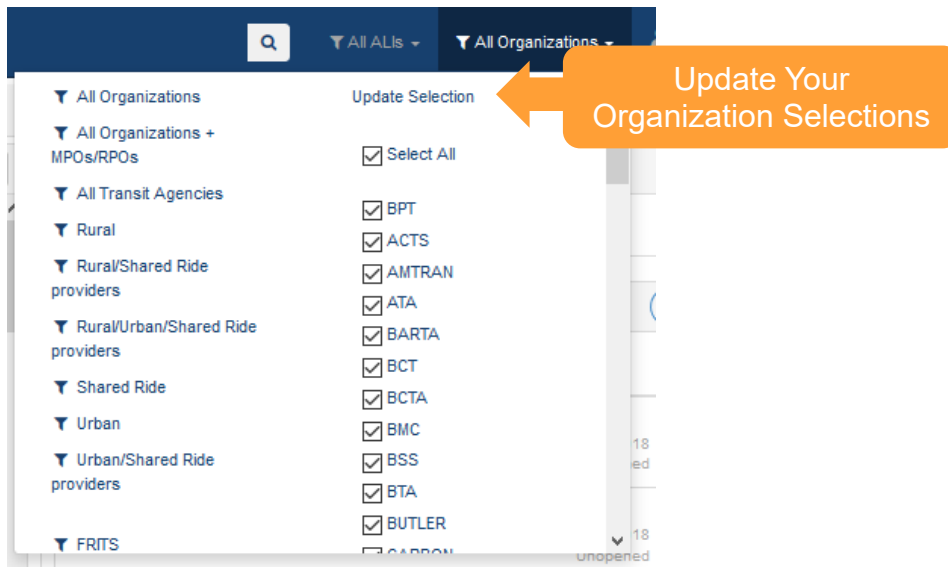 All ALIs
All Organizations
Update Your
Organization Selections
All Organizations
All Organizations +
MPOs/RPOs
All Transit Agencies
Rural
Rural/Shared Ride
providers
Rural/Urban/Shared Ride
providers
Shared Ride
Urban
Urban/Shared Ride
providers
FRITS
Update Selection
Select All
BPT
ACTS
AMTRAN
ATA
BARTA
BCT
BCTA
BMC
BSS
BTA
BUTLER
CARBON
18
ed
18
Unopened